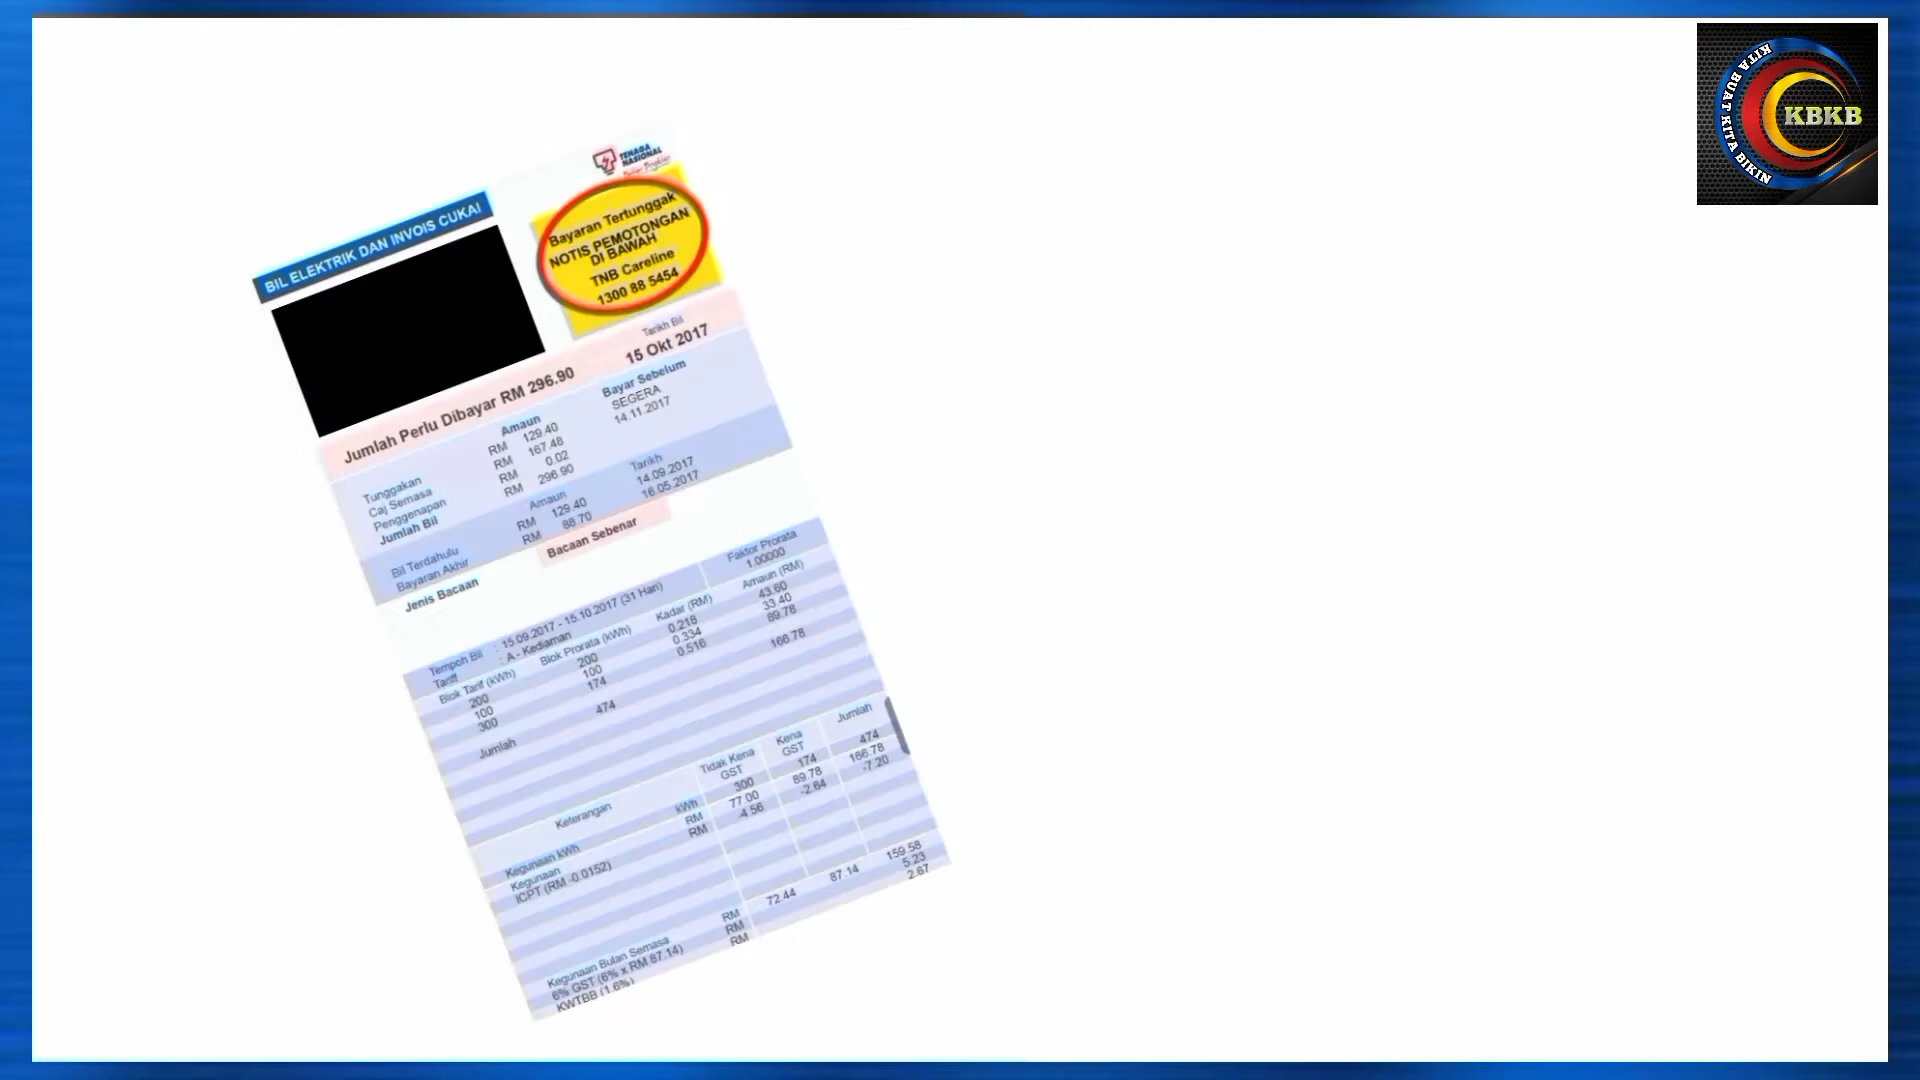 KITA BUAT KITA BIKIN
KBKB
TENAGA
NASIONAL
BIL ELEKTRIK DAN INVOIS CUKAI
Bayaran Tertunggak
NOTIS PEMOTONGAN
DI BAWAH
TNB Careline
1300 88 5454
Tarikh Bil
Jumlah Perlu Dibayar RM 296.90 15 Okt 2017
Amaun Bayar Sebelum
Tunggakan RM 129.40 SEGERA
Caj Semasa RM 167.48 14.11.2017
Penggenapan RM 0.02
Jumlah Bil RM 296.90
Amaun Tarikh
Bil Terdahulu RM 129.40 14.09.2017
Bayaran Akhir RM 88.70 16.05.2017
Jenis Bacaan Bacaan Sebenar
Tempoh Bil : 15.09.2017 - 15.10.2017 (31 Hari) Faktor Prorata
Tariff : A - Kediaman 1.00000
Blok Tarif (kWh) Blok Prorata (kWh) Kadar (RM) Amaun (RM)
200 200 0.218 43.60
100 100 0.334 33.40
300 174 0.516 89.78
Jumlah 474 166.78
Keterangan Tidak Kena GST Kena GST Jumlah
Kegunaan kWh kWh 300 174 474
Kegunaan RM 77.00 89.78 166.78
ICPT (RM -0.0152) RM -4.56 -2.64 -7.20
Kegunaan Bulan Semasa RM 72.44 87.14 159.58
6% GST (6% x RM 87.14) RM 5.23
KWTBB (1.6%) RM 2.67